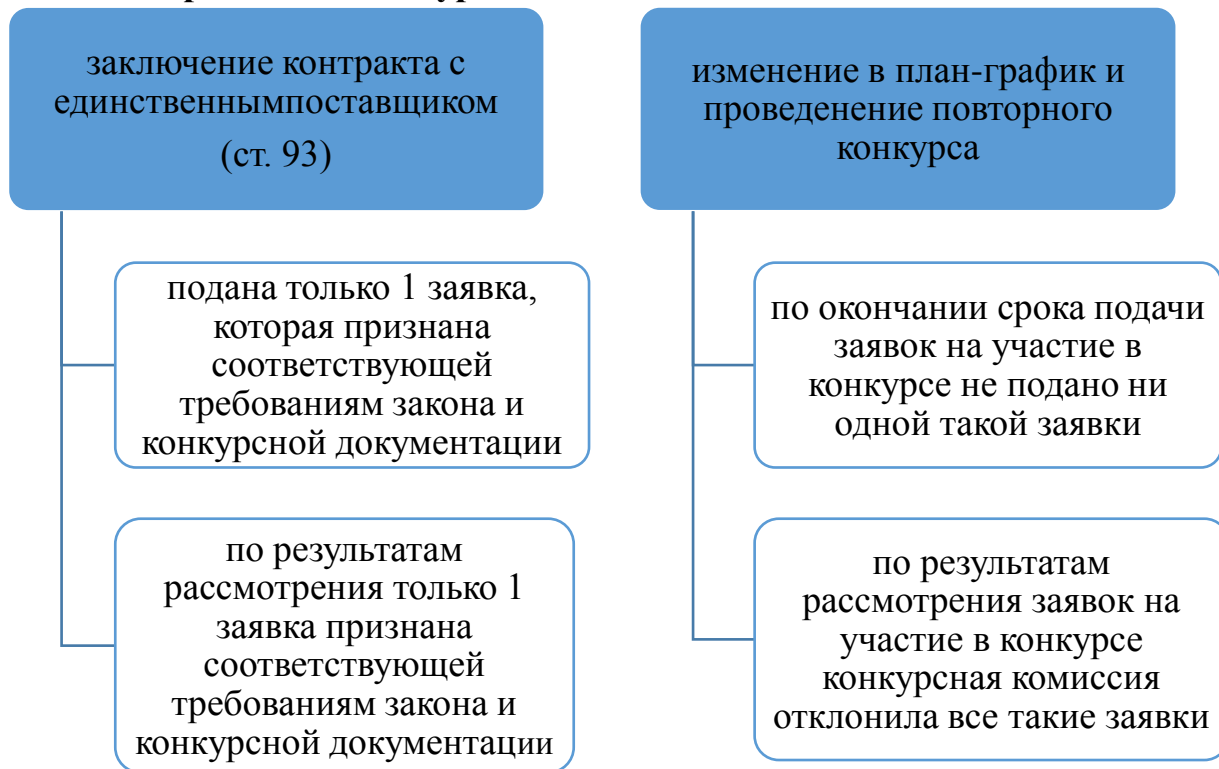 заключение контракта с
единственнымпоставщиком
(ст. 93)
подана только 1 заявка,
которая признана
соответствующей
требованиям закона и
конкурсной документации
по результатам
рассмотрения только 1
заявка признана
соответствующей
требованиям закона и
конкурсной документации
изменение в план-график и
проведенение повторного
конкурса
по окончании срока подачи
заявок на участие в
конкурсе не подано ни
одной такой заявки
по результатам
рассмотрения заявок на
участие в конкурсе
конкурсная комиссия
отклонила все такие заявки